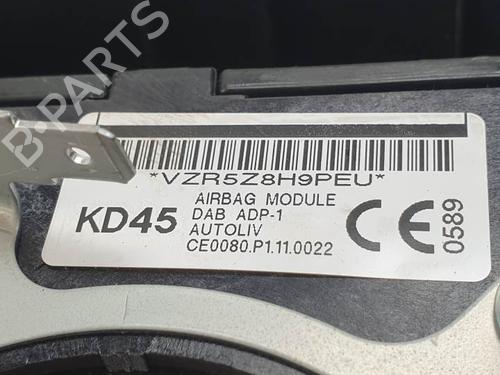 B-PARTS
*VZR5Z8H9PEU*
KD45
AIRBAG MODULE
DAB ADP-1
AUTOLIV
CE0080.P1.11.0022
CE
0589